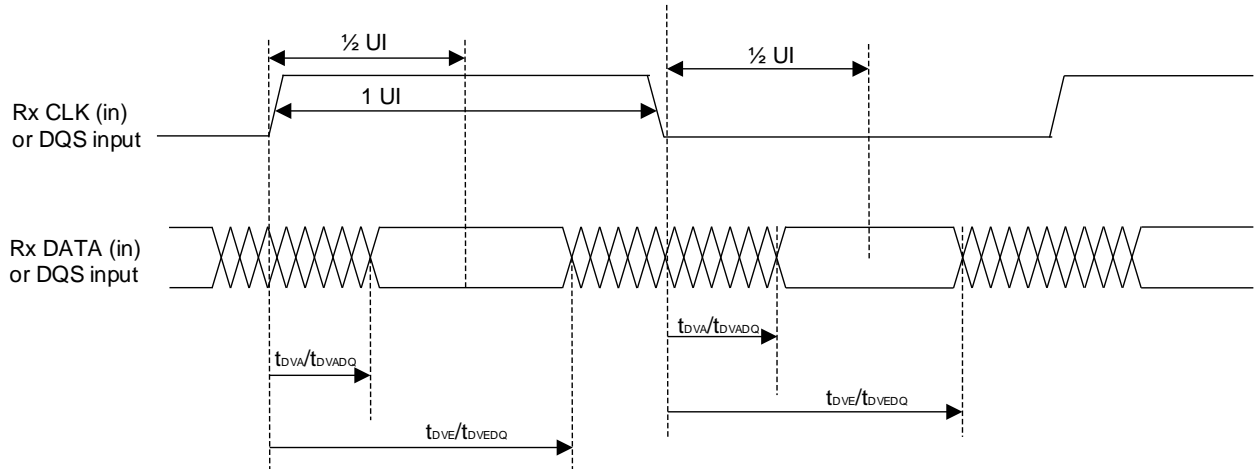 ½ UI
½ UI
1 UI
Rx CLK (in)
or DQS input
Rx DATA (in)
or DQS input
tDVA/tDVADQ
tDVA/tDVADQ
tDVE/tDVEDQ
tDVE/tDVEDQ